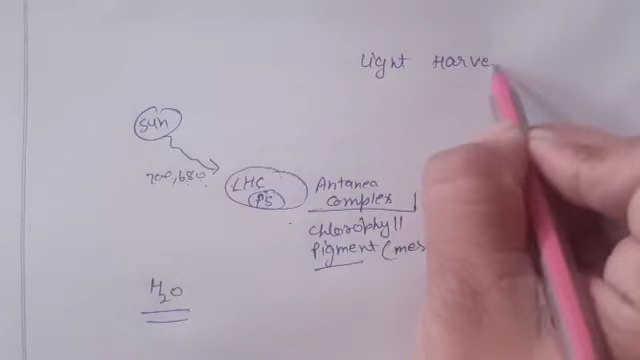 Light Harve
Sun
700,680
LHC
PS
Antanea
complex
Chlorophyll
Pigment (mes
H2O